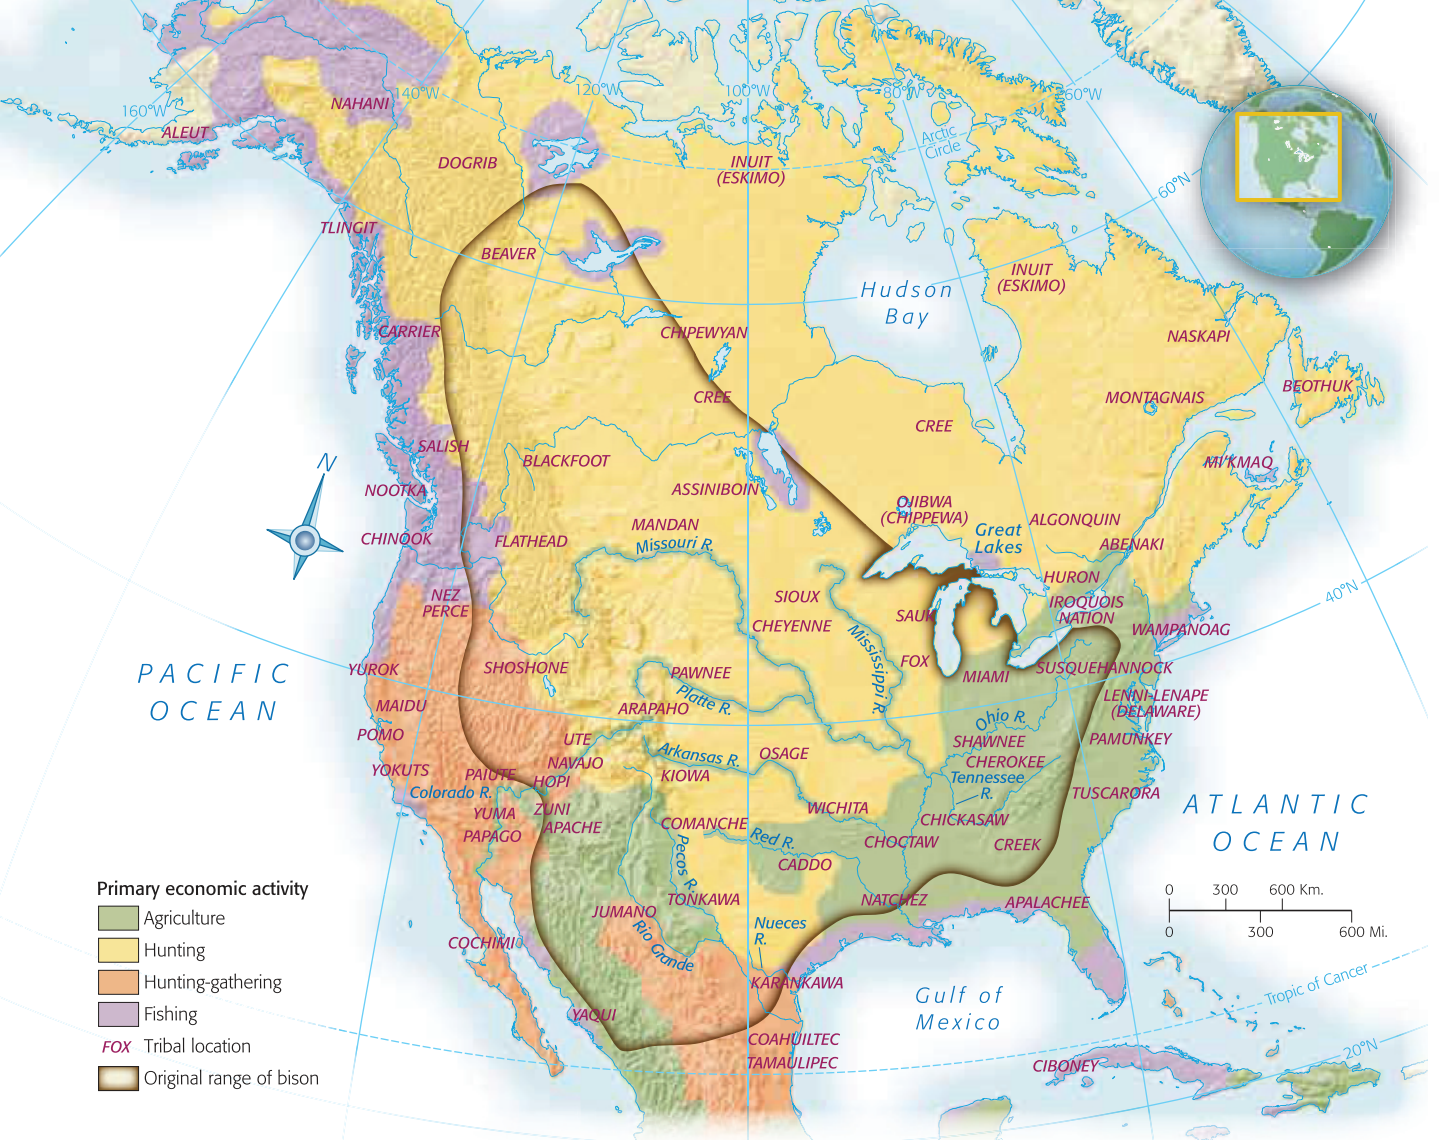 160°W
140°W
120°W
100°W
80°W
60°W
NAHANI
ALEUT
DOGRIB
INUIT
(ESKIMO)
Arctic
Circle
60°N
TLINGIT
BEAVER
INUIT
(ESKIMO)
Hudson
Bay
CARRIER
CHIPEWYAN
NASKAPI
CREE
MONTAGNAIS
BEOTHUK
CREE
SALISH
BLACKFOOT
MI'KMAQ
N
NOOTKA
ASSINIBOIN
OJIBWA
(CHIPPEWA)
ALGONQUIN
MANDAN
Missouri R.
Great
Lakes
CHINOOK
FLATHEAD
ABENAKI
HURON
NEZ
PERCE
SIOUX
SAUK
IROQUOIS
NATION
40°N
CHEYENNE
Mississippi R.
WAMPANOAG
PACIFIC
OCEAN
YUROK
SHOSHONE
PAWNEE
FOX
MIAMI
SUSQUEHANNOCK
MAIDU
ARAPAHO
Platte R.
LENNI-LENAPE
(DELAWARE)
Ohio R.
POMO
UTE
OSAGE
SHAWNEE
PAMUNKEY
YOKUTS
PAIUTE
NAVAJO
HOPI
Arkansas R.
KIOWA
CHEROKEE
Tennessee
R.
Colorado R.
TUSCARORA
ATLANTIC
OCEAN
YUMA
ZUNI
WICHITA
PAPAGO
APACHE
COMANCHE
CHICKASAW
Red R.
CHOCTAW
CREEK
Pecos R.
CADDO
TONKAWA
NATCHEZ
APALACHEE
JUMANO
Rio Grande
Nueces
R.
COCHIMI
KARANKAWA
Gulf of
Mexico
YAQUI
COAHUILTEC
TAMAULIPEC
CIBONEY
Tropic of Cancer
20°N
0 300 600 Km.
0 300 600 Mi.
Primary economic activity
Agriculture
Hunting
Hunting-gathering
Fishing
FOX Tribal location
Original range of bison